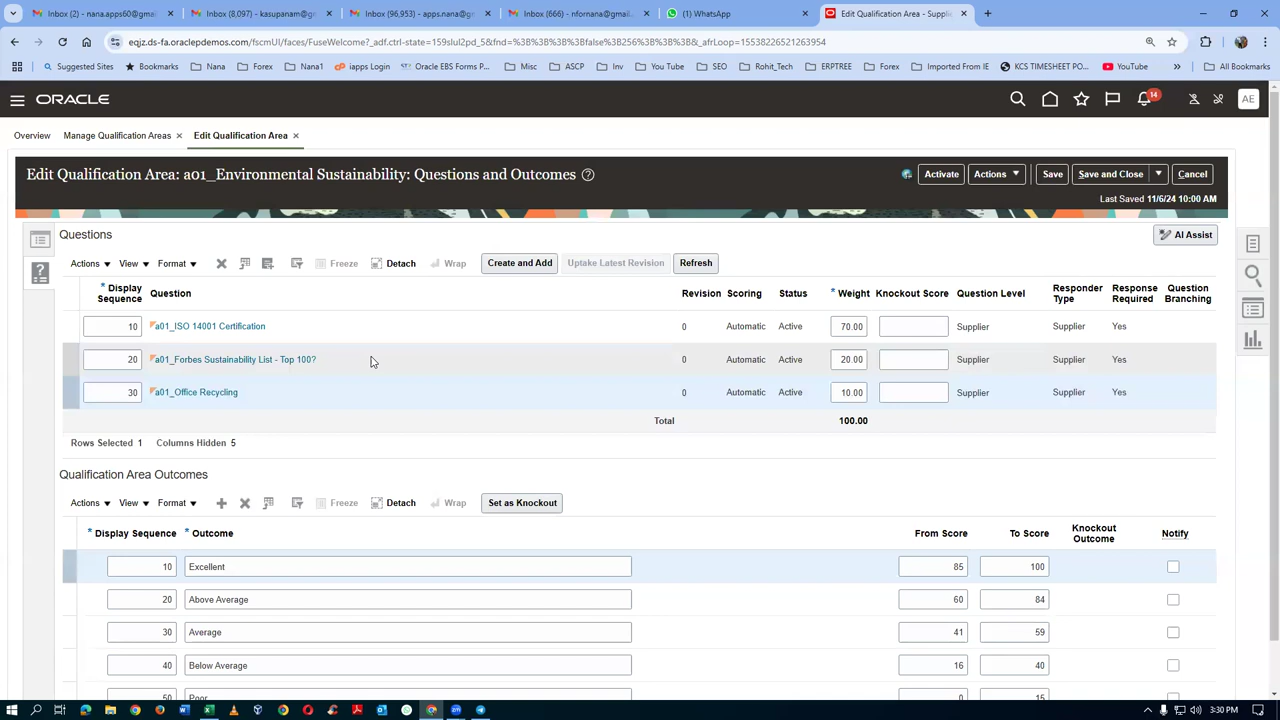 Inbox (2) - nana.apps60@gmail
Inbox (8,097) - kasupanam@gm
Inbox (96,953) - apps.nana@g
Inbox (666) - nfornana@gmail.
(1) WhatsApp
Edit Qualification Area - Supplie
eqjz.ds-fa.oraclepdemos.com/fscmUI/faces/FuseWelcome?_adf.ctrl-state=159slul2pd_5&fnd=%3B%3B%3B%3Bfalse%3B256%3B%3B%3B&_afrLoop=15538226521263954
Suggested Sites Bookmarks Nana Forex Nana1 iapps Login Oracle EBS Forms P... Misc ASCP Inv You Tube SEO Rohit_Tech ERPTREE Forex Imported From IE KCS TIMESHEET PO... YouTube All Bookmarks
ORACLE 14 AE
Overview Manage Qualification Areas Edit Qualification Area
Edit Qualification Area: a01_Environmental Sustainability: Questions and Outcomes
Activate Actions Save Save and Close Cancel
Last Saved 11/6/24 10:00 AM
Questions
AI Assist
Actions View Format Freeze Detach Wrap Create and Add Uptake Latest Revision Refresh
* Display Sequence Question Revision Scoring Status * Weight Knockout Score Question Level Responder Type Response Required Question Branching
10 a01_ISO 14001 Certification 0 Automatic Active 70.00 Supplier Supplier Yes
20 a01_Forbes Sustainability List - Top 100? 0 Automatic Active 20.00 Supplier Supplier Yes
30 a01_Office Recycling 0 Automatic Active 10.00 Supplier Supplier Yes
Total 100.00
Rows Selected 1 Columns Hidden 5
Qualification Area Outcomes
Actions View Format Freeze Detach Wrap Set as Knockout
* Display Sequence * Outcome From Score To Score Knockout Outcome Notify
10 Excellent 85 100
20 Above Average 60 84
30 Average 41 59
40 Below Average 16 40
50 Poor 0 15
3:30 PM